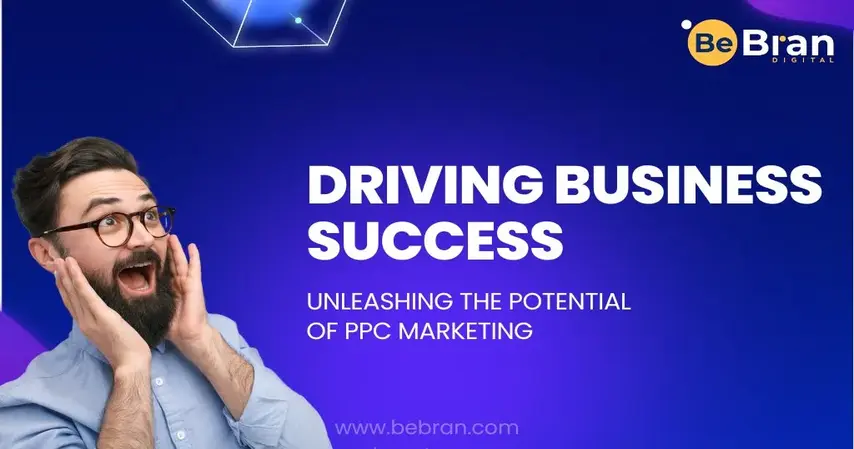 BeBran
DIGITAL
DRIVING BUSINESS
SUCCESS
UNLEASHING THE POTENTIAL
OF PPC MARKETING
www.bebran.com